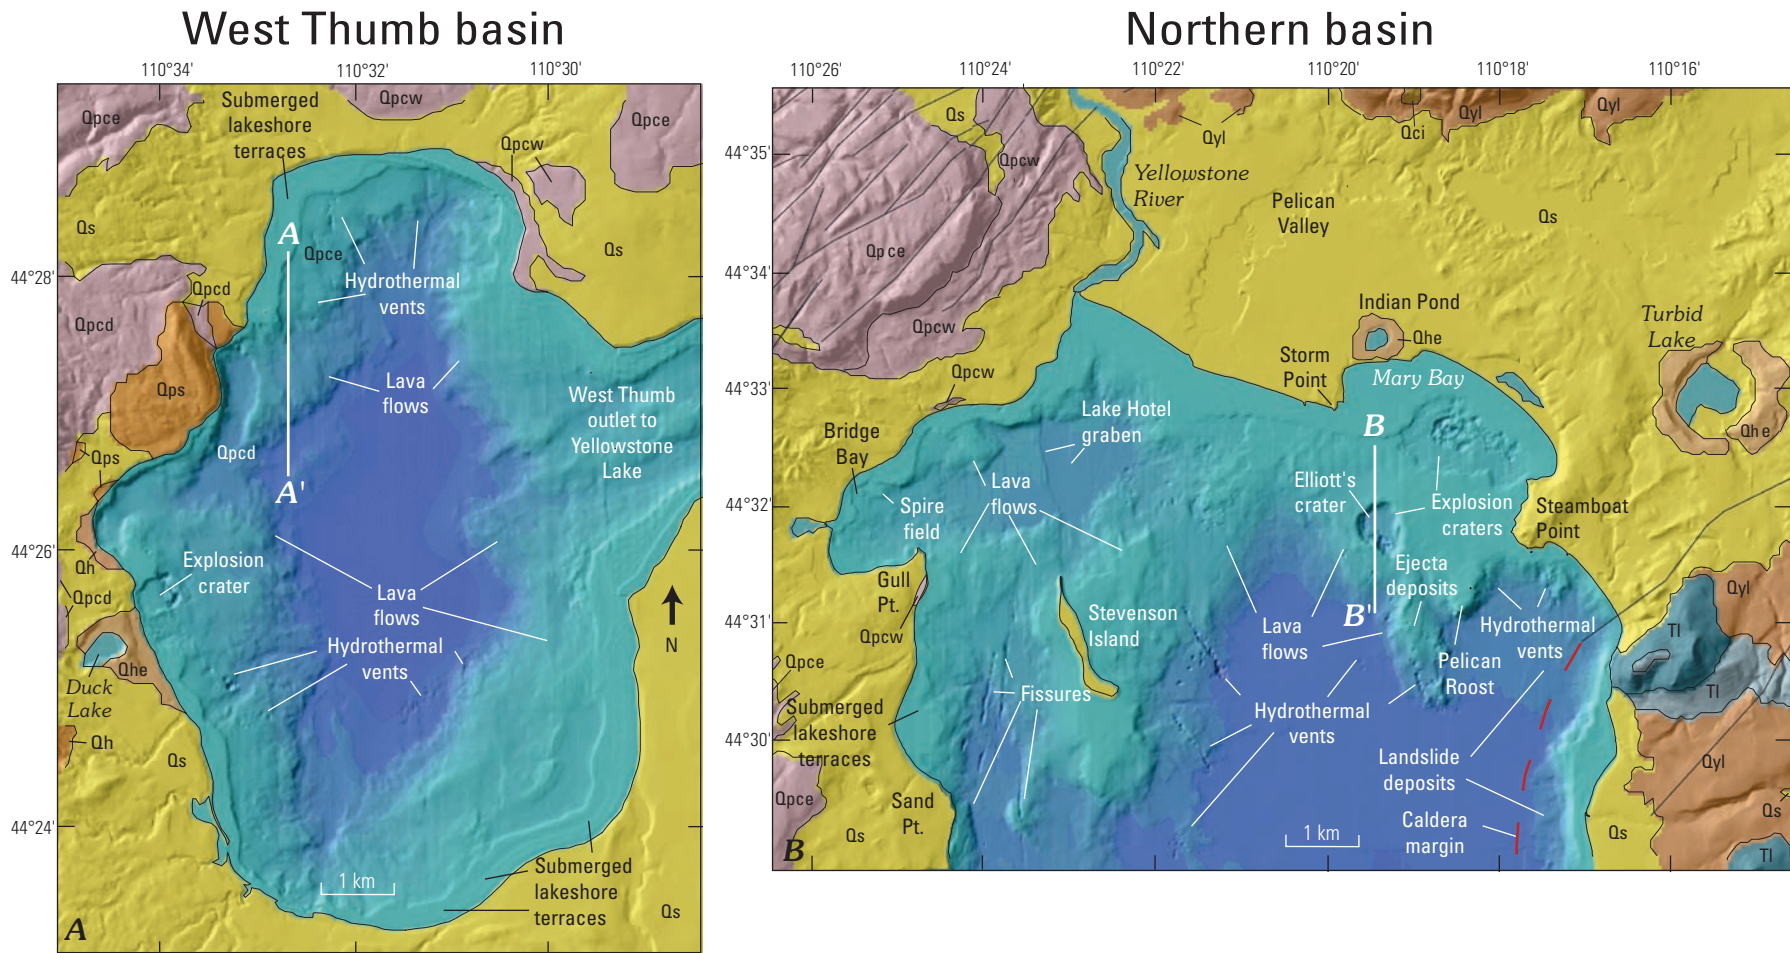 West Thumb basin
110°34'
110°32'
110°30'
Submerged
lakeshore
terraces
Qpce
Qpcw
Qpce
Qpcw
Qs
Qs
A
Qpce
Hydrothermal
vents
44°28'
Qpcd
Qpcd
Qps
Lava
flows
West Thumb
outlet to
Yellowstone
Lake
Qpcd
Qps
A'
44°26'
Explosion
crater
Qh
Qpcd
Lava
flows
Hydrothermal
vents
N
Qhe
Duck
Lake
Qh
Qs
44°24'
Submerged
lakeshore
terraces
1 km
Qs
A
Northern basin
110°26'
110°24'
110°22'
110°20'
110°18'
110°16'
Qs
Qpcw
Qyl
Qci
Qyl
Qyl
44°35'
Yellowstone
River
Pelican
Valley
Qs
Qpce
44°34'
Indian Pond
Qhe
Turbid
Lake
Qpcw
Storm
Point
Mary Bay
44°33'
Qpcw
Lake Hotel
graben
B
Qhe
Bridge
Bay
Lava
flows
Elliott's
crater
Explosion
craters
Steamboat
Point
Spire
field
44°32'
Ejecta
deposits
Gull
Pt.
Qyl
44°31'
Stevenson
Island
B'
Lava
flows
Hydrothermal
vents
Tl
Qpcw
Pelican
Roost
Qpce
Fissures
Tl
Submerged
lakeshore
terraces
Hydrothermal
vents
44°30'
Landslide
deposits
Qyl
Qpce
Sand
Pt.
Qs
Caldera
margin
1 km
Qs
Qs
Tl
B